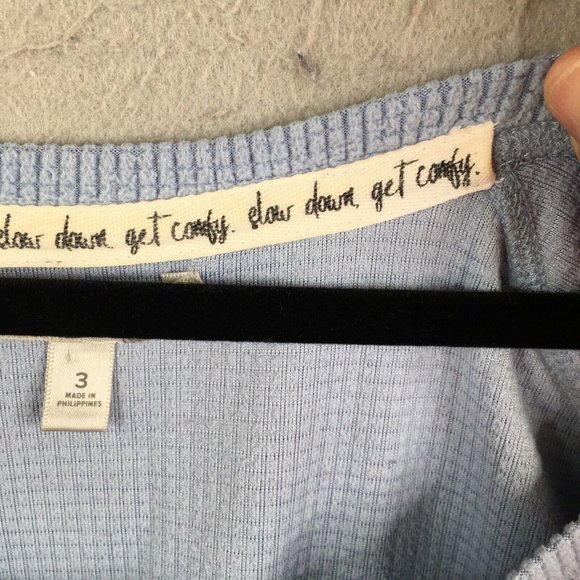 slow down. get comfy. slow down. get comfy.
3
MADE IN
PHILIPPINES